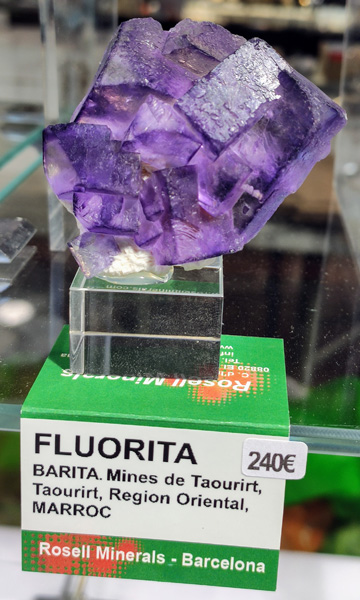 Rosell Minerals
FLUORITA
240€
BARITA. Mines de Taourirt,
Taourirt, Region Oriental,
MARROC
Rosell Minerals - Barcelona